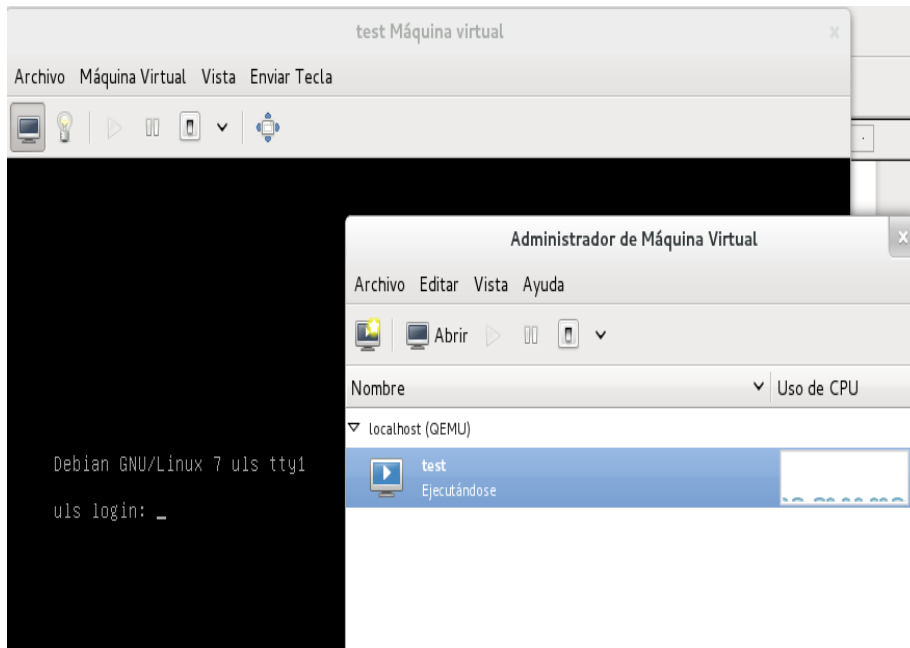 test Máquina virtual
Archivo Máquina Virtual Vista Enviar Tecla
Debian GNU/Linux 7 uls tty1
uls login: _
Administrador de Máquina Virtual
Archivo Editar Vista Ayuda
Abrir
Nombre Uso de CPU
localhost (QEMU)
test
Ejecutándose